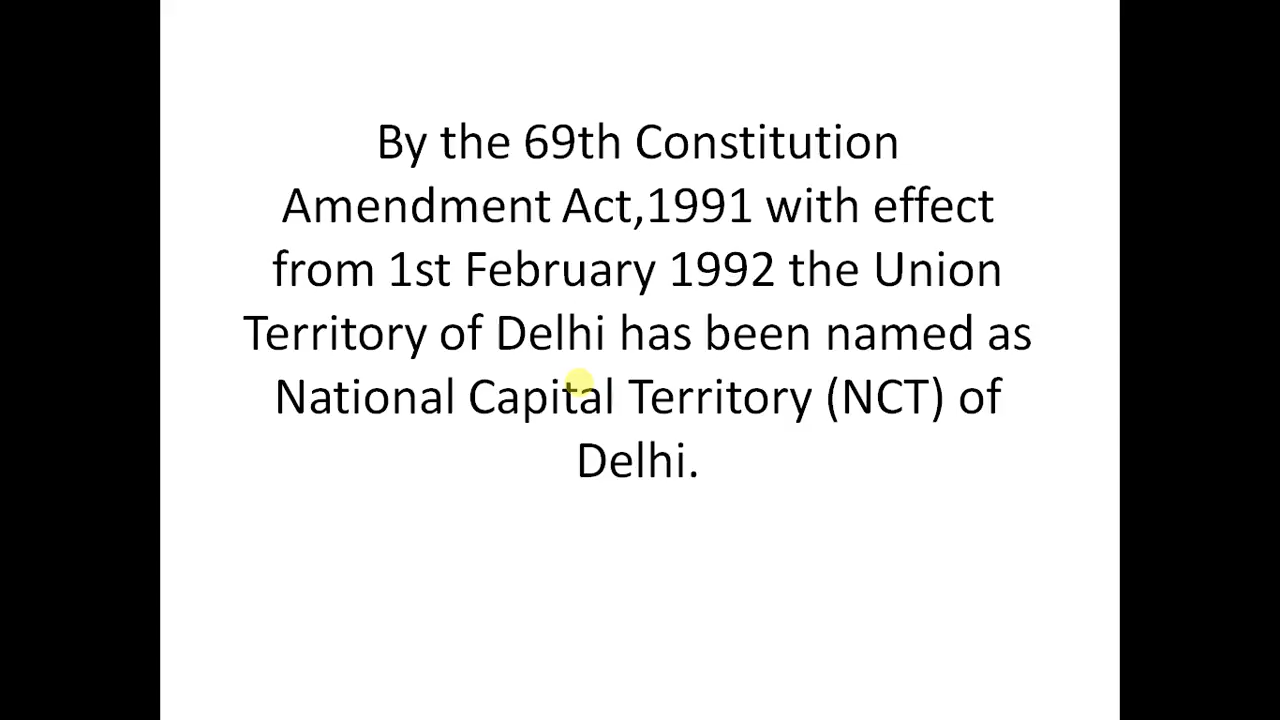 By the 69th Constitution
Amendment Act,1991 with effect
from 1st February 1992 the Union
Territory of Delhi has been named as
National Capital Territory (NCT) of
Delhi.